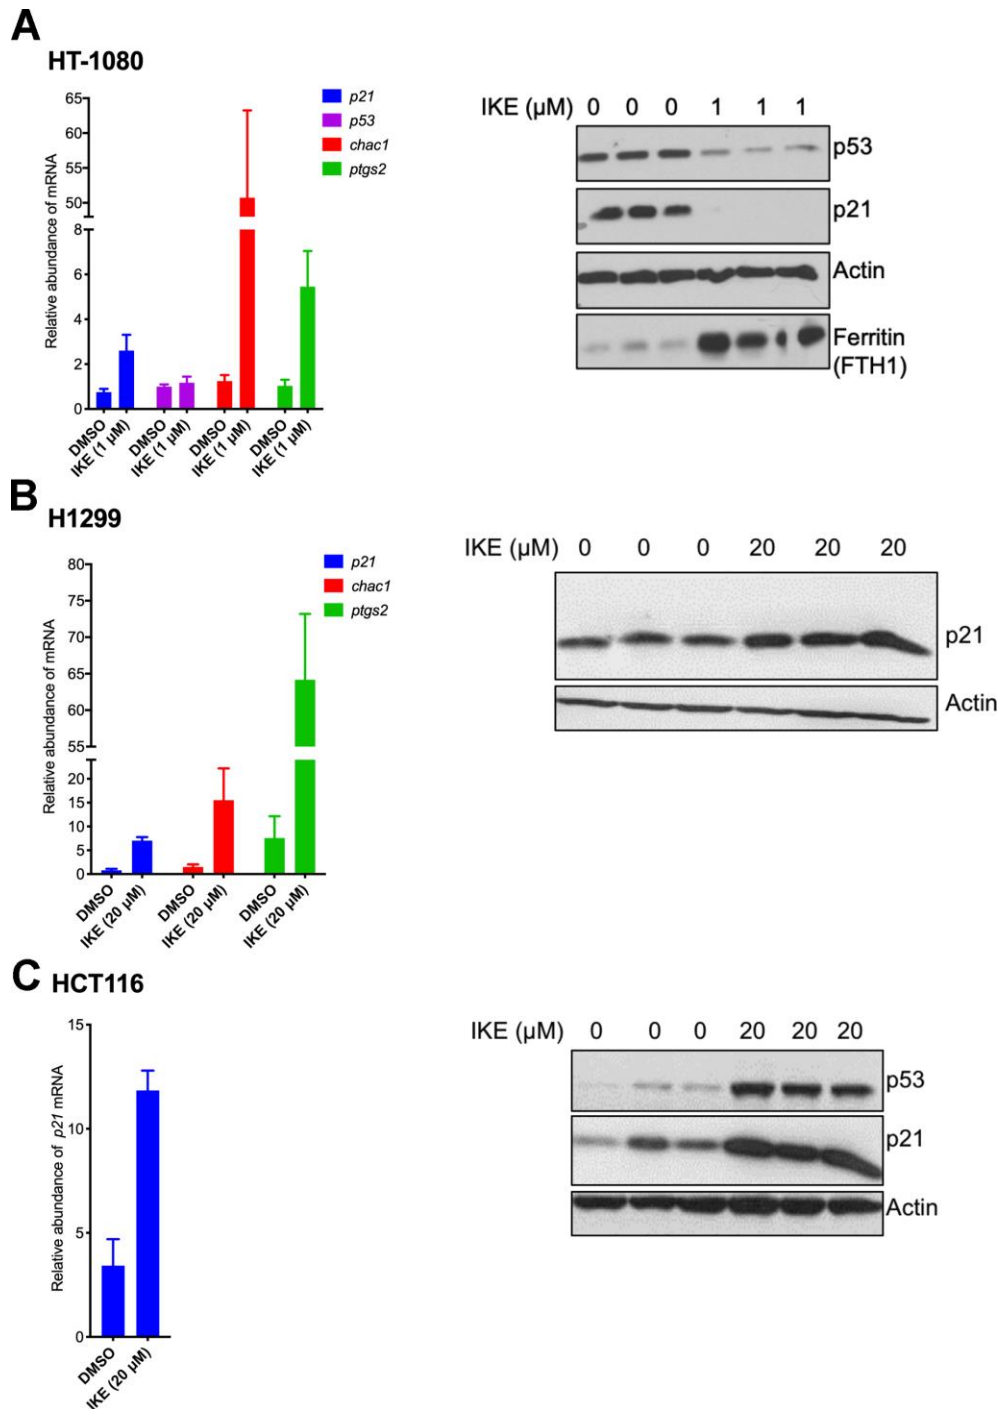 A
HT-1080
p21
p53
chac1
ptgs2
Relative abundance of mRNA
65
60
55
50
8
6
4
2
0
DMSO
IKE (1 µM)
DMSO
IKE (1 µM)
DMSO
IKE (1 µM)
DMSO
IKE (1 µM)
IKE (µM) 0 0 0 1 1 1
p53
p21
Actin
Ferritin
(FTH1)
B
H1299
p21
chac1
ptgs2
Relative abundance of mRNA
80
75
70
65
60
55
20
15
10
5
0
DMSO
IKE (20 µM)
DMSO
IKE (20 µM)
DMSO
IKE (20 µM)
IKE (µM) 0 0 0 20 20 20
p21
Actin
C
HCT116
Relative abundance of p21 mRNA
15
10
5
0
DMSO
IKE (20 µM)
IKE (µM) 0 0 0 20 20 20
p53
p21
Actin